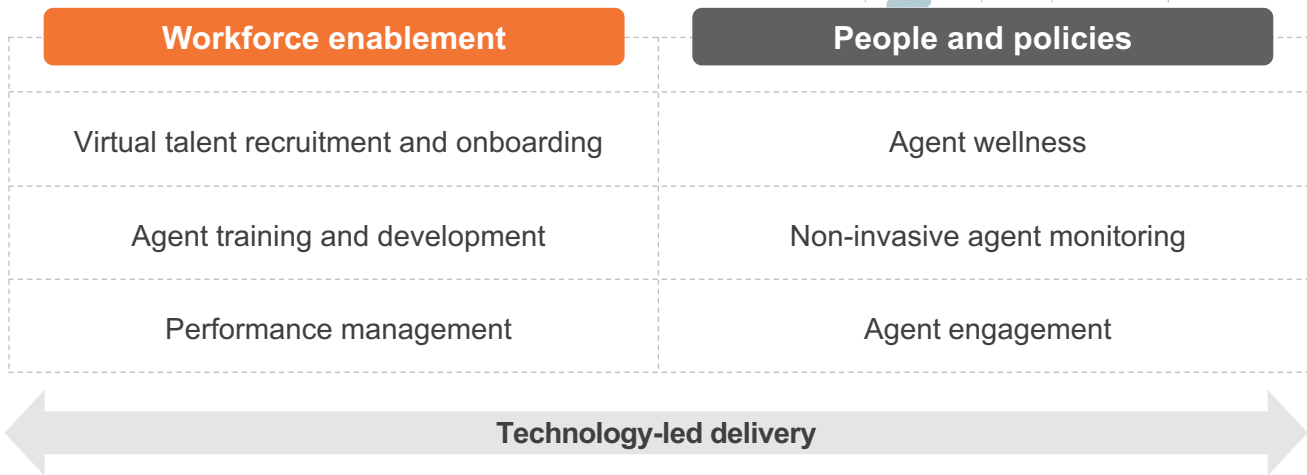 Workforce enablement
People and policies
Virtual talent recruitment and onboarding
Agent wellness
Agent training and development
Non-invasive agent monitoring
Performance management
Agent engagement
Technology-led delivery